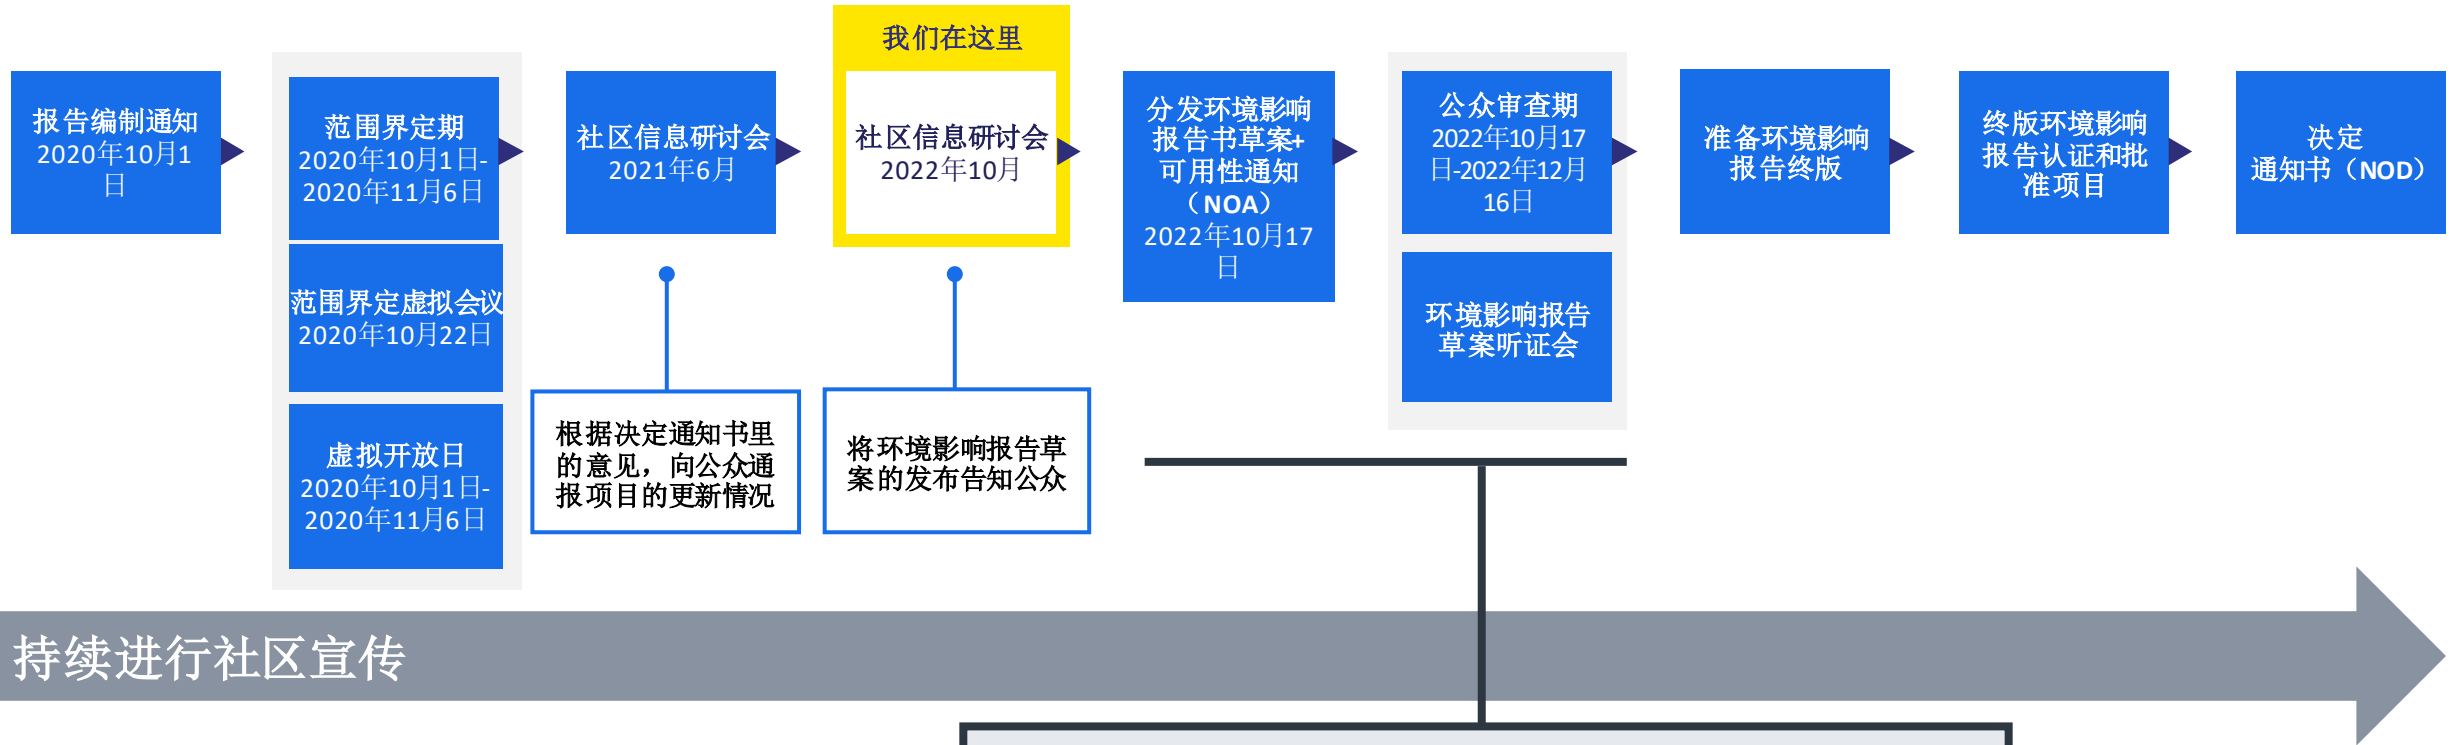 我们在这里
报告编制通知
2020年10月1
日
范围界定期
2020年10月1日-
2020年11月6日
范围界定虚拟会议
2020年10月22日
虚拟开放日
2020年10月1日-
2020年11月6日
社区信息研讨会
2021年6月
根据决定通知书里
的意见，向公众通
报项目的更新情况
社区信息研讨会
2022年10月
将环境影响报告草
案的发布告知公众
分发环境影响
报告书草案+
可用性通知
（NOA）
2022年10月17
日
公众审查期
2022年10月17
日-2022年12月
16日
环境影响报告
草案听证会
准备环境影响
报告终版
终版环境影响
报告认证和批
准项目
决定
通知书（NOD）
持续进行社区宣传